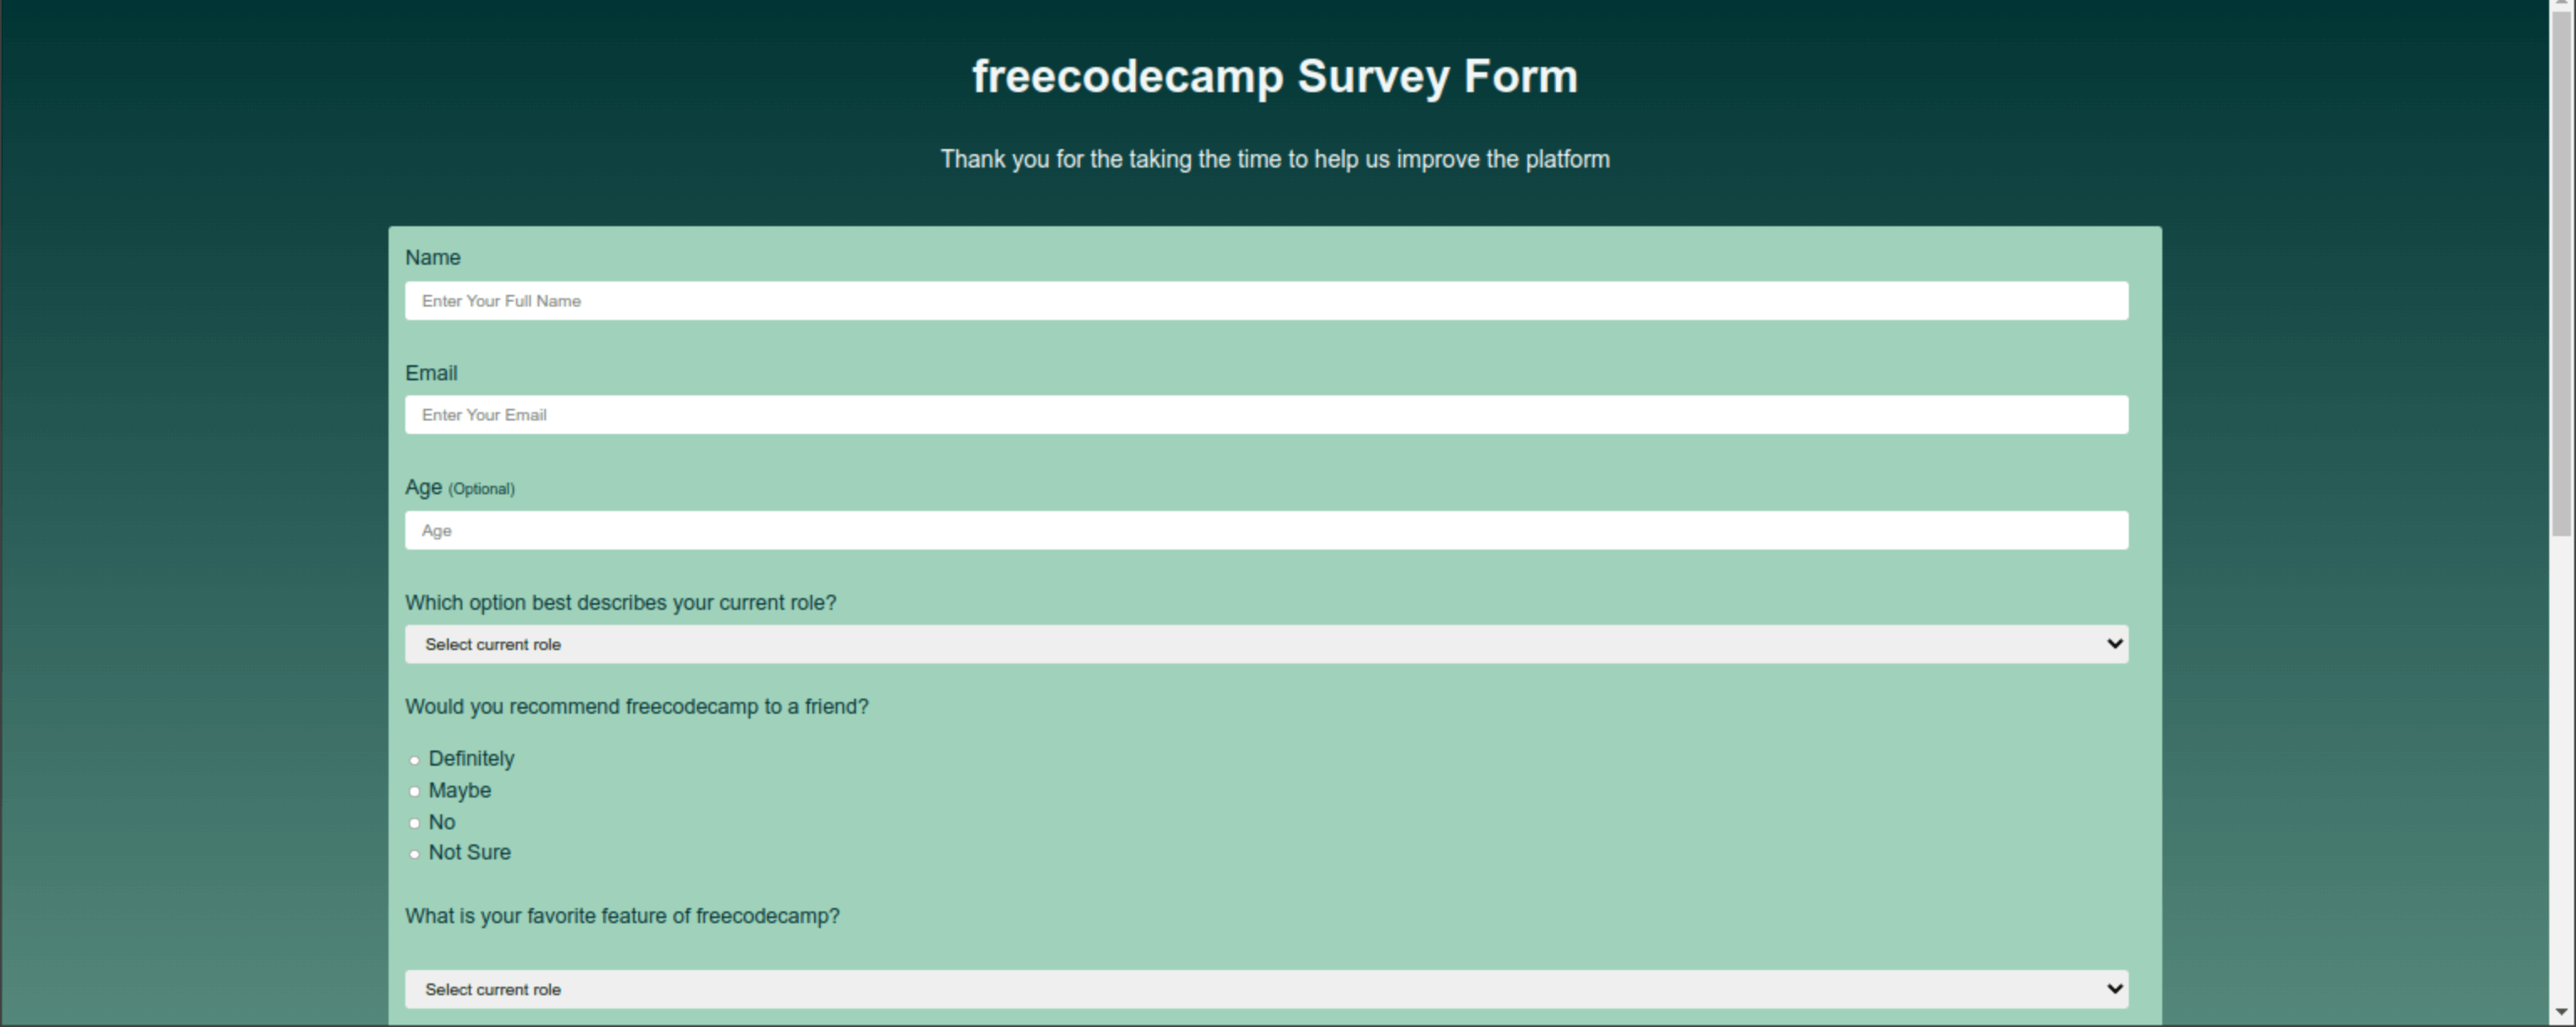 freecodecamp Survey Form
Thank you for the taking the time to help us improve the platform
Name
Enter Your Full Name
Email
Enter Your Email
Age (Optional)
Age
Which option best describes your current role?
Select current role
Would you recommend freecodecamp to a friend?
Definitely
Maybe
No
Not Sure
What is your favorite feature of freecodecamp?
Select current role